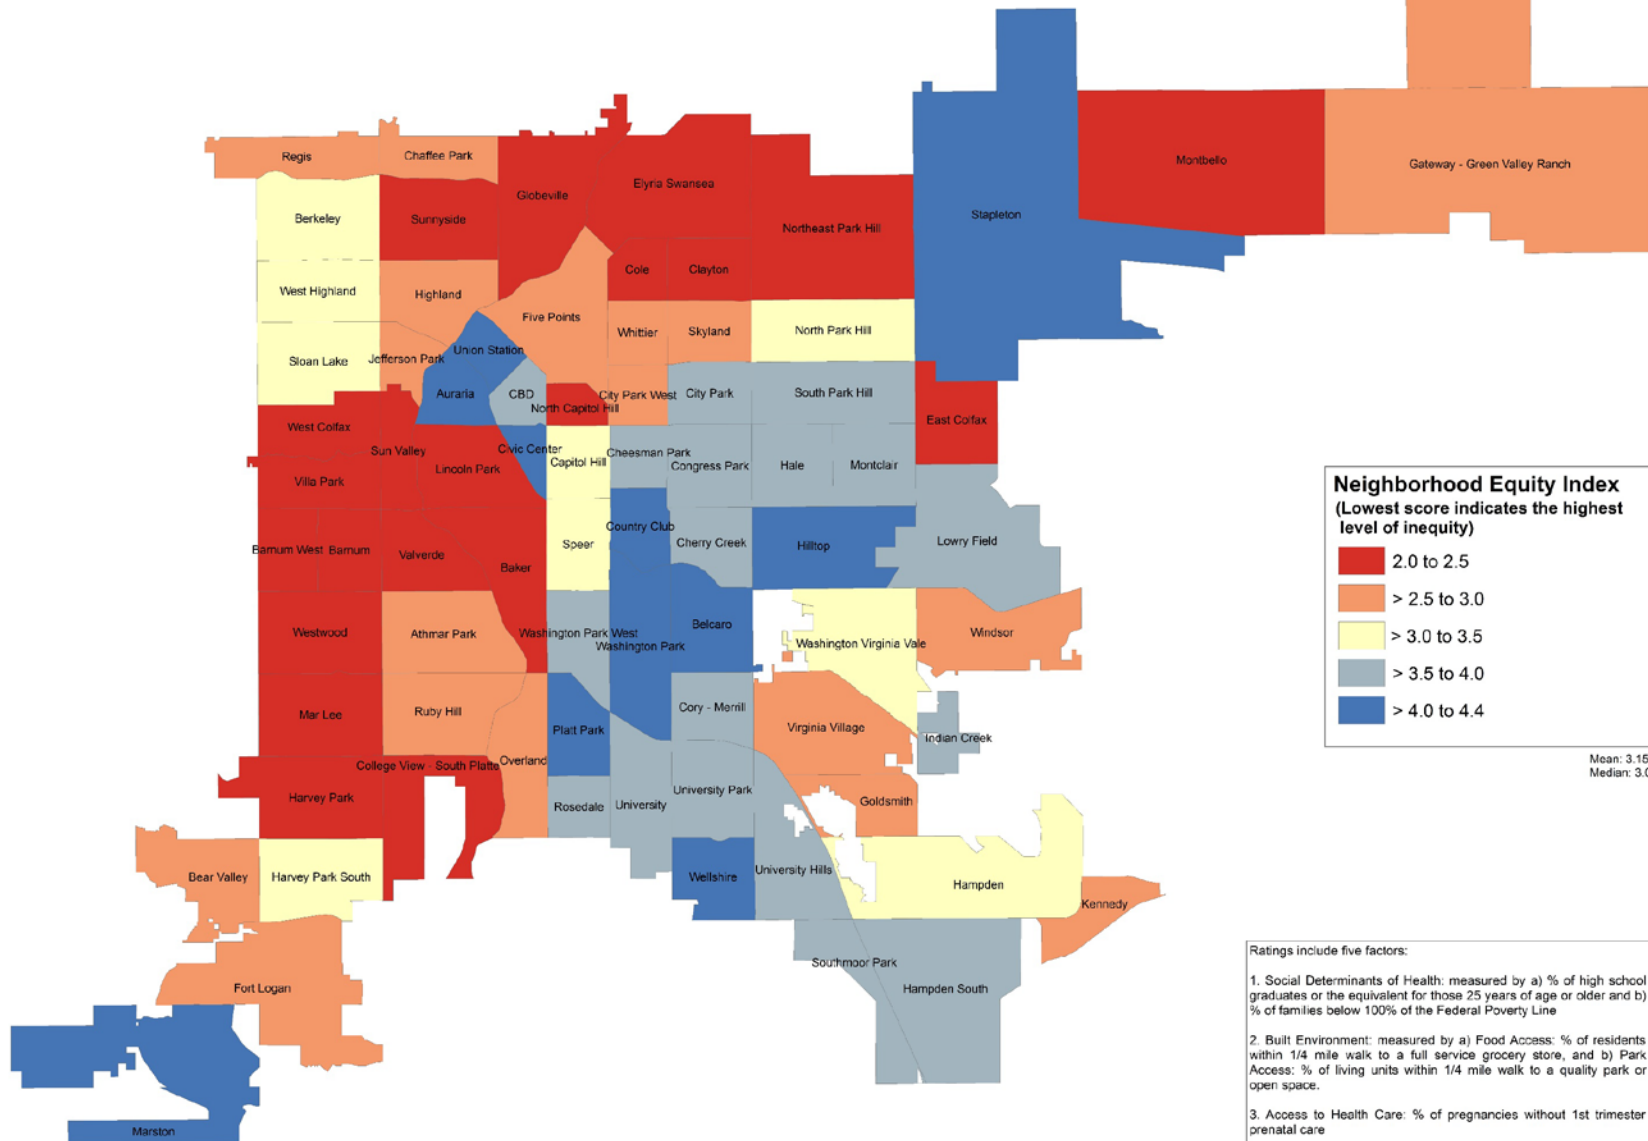 Regis
Chaffee Park
Globeville
Elyria Swansea
Montbello
Gateway - Green Valley Ranch
Berkeley
Sunnyside
Northeast Park Hill
Stapleton
Cole
Clayton
West Highland
Highland
Five Points
Whittier
Skyland
North Park Hill
Sloan Lake
Jefferson Park
Union Station
Auraria
CBD
North Capitol Hill
City Park West
City Park
South Park Hill
East Colfax
West Colfax
Sun Valley
Lincoln Park
Civic Center
Capitol Hill
Cheesman Park
Congress Park
Hale
Montclair
Villa Park
Barnum West
Barnum
Valverde
Baker
Speer
Country Club
Cherry Creek
Hilltop
Lowry Field
Westwood
Athmar Park
Washington Park West
Washington Park
Belcaro
Washington Virginia Vale
Windsor
Mar Lee
Ruby Hill
Overland
Platt Park
Cory - Merrill
Virginia Village
Indian Creek
College View - South Platte
Harvey Park
Rosedale
University
University Park
Goldsmith
Bear Valley
Harvey Park South
Wellshire
University Hills
Hampden
Kennedy
Fort Logan
Southmoor Park
Hampden South
Marston
Neighborhood Equity Index
(Lowest score indicates the highest
level of inequity)
2.0 to 2.5
> 2.5 to 3.0
> 3.0 to 3.5
> 3.5 to 4.0
> 4.0 to 4.4
Mean: 3.15
Median: 3.0
Ratings include five factors:
1. Social Determinants of Health: measured by a) % of high school
graduates or the equivalent for those 25 years of age or older and b)
% of families below 100% of the Federal Poverty Line
2. Built Environment: measured by a) Food Access: % of residents
within 1/4 mile walk to a full service grocery store, and b) Park
Access: % of living units within 1/4 mile walk to a quality park or
open space.
3. Access to Health Care: % of pregnancies without 1st trimester
prenatal care